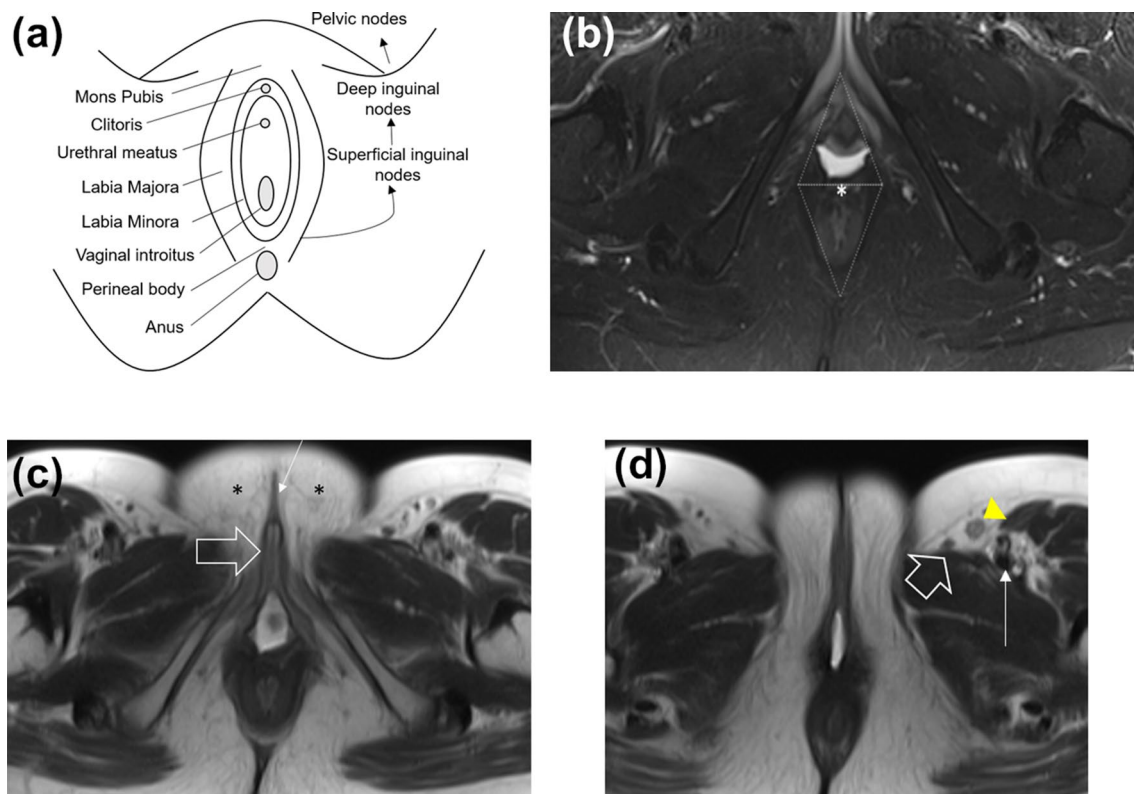 (a)
Pelvic nodes
Mons Pubis
Clitoris
Urethral meatus
Labia Majora
Labia Minora
Vaginal introitus
Perineal body
Anus
Deep inguinal
nodes
Superficial inguinal
nodes
(b)
*
(c)
* *
(d)